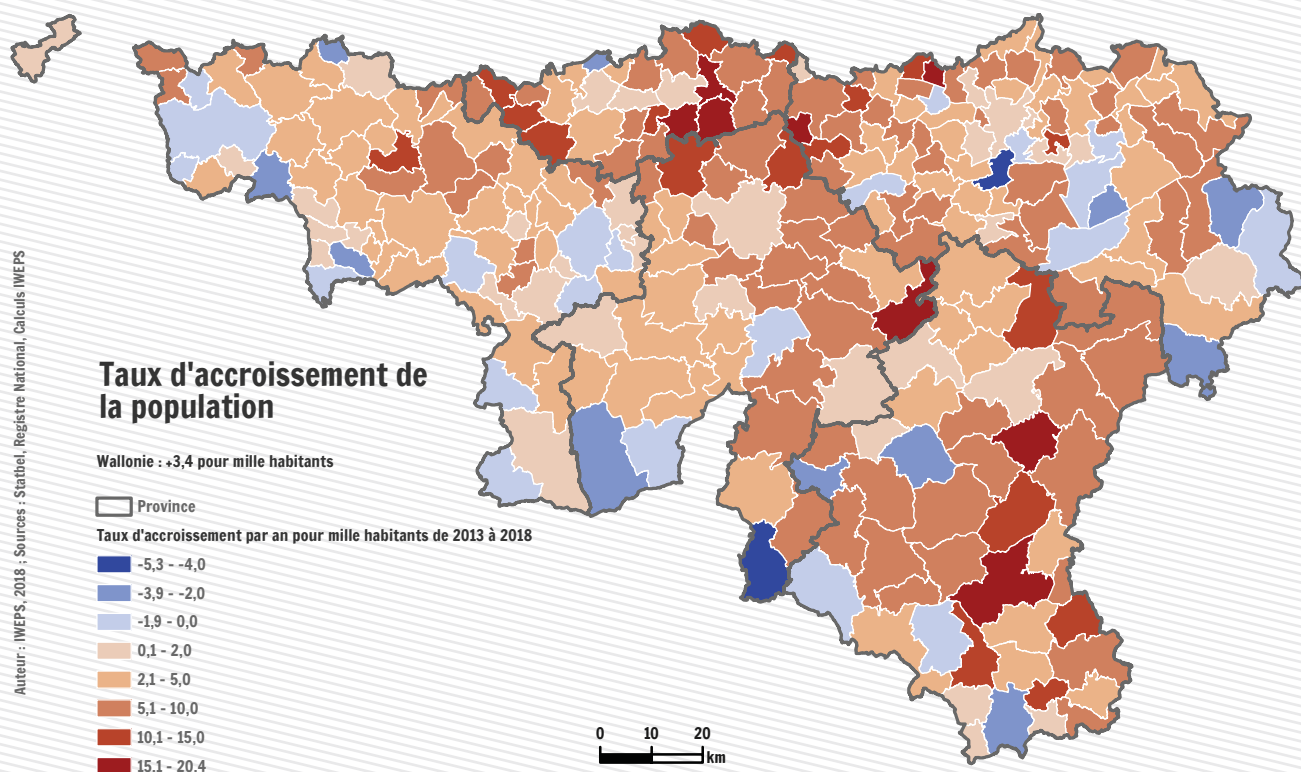 Taux d'accroissement de
la population
Wallonie : +3,4 pour mille habitants
Province
Taux d'accroissement par an pour mille habitants de 2013 à 2018
-5,3 - -4,0
-3,9 - -2,0
-1,9 - 0,0
0,1 - 2,0
2,1 - 5,0
5,1 - 10,0
10,1 - 15,0
15,1 - 20,4
0 10 20
km
Auteur : IWEPS, 2018 ; Sources : Statbel, Registre National, Calculs IWEPS